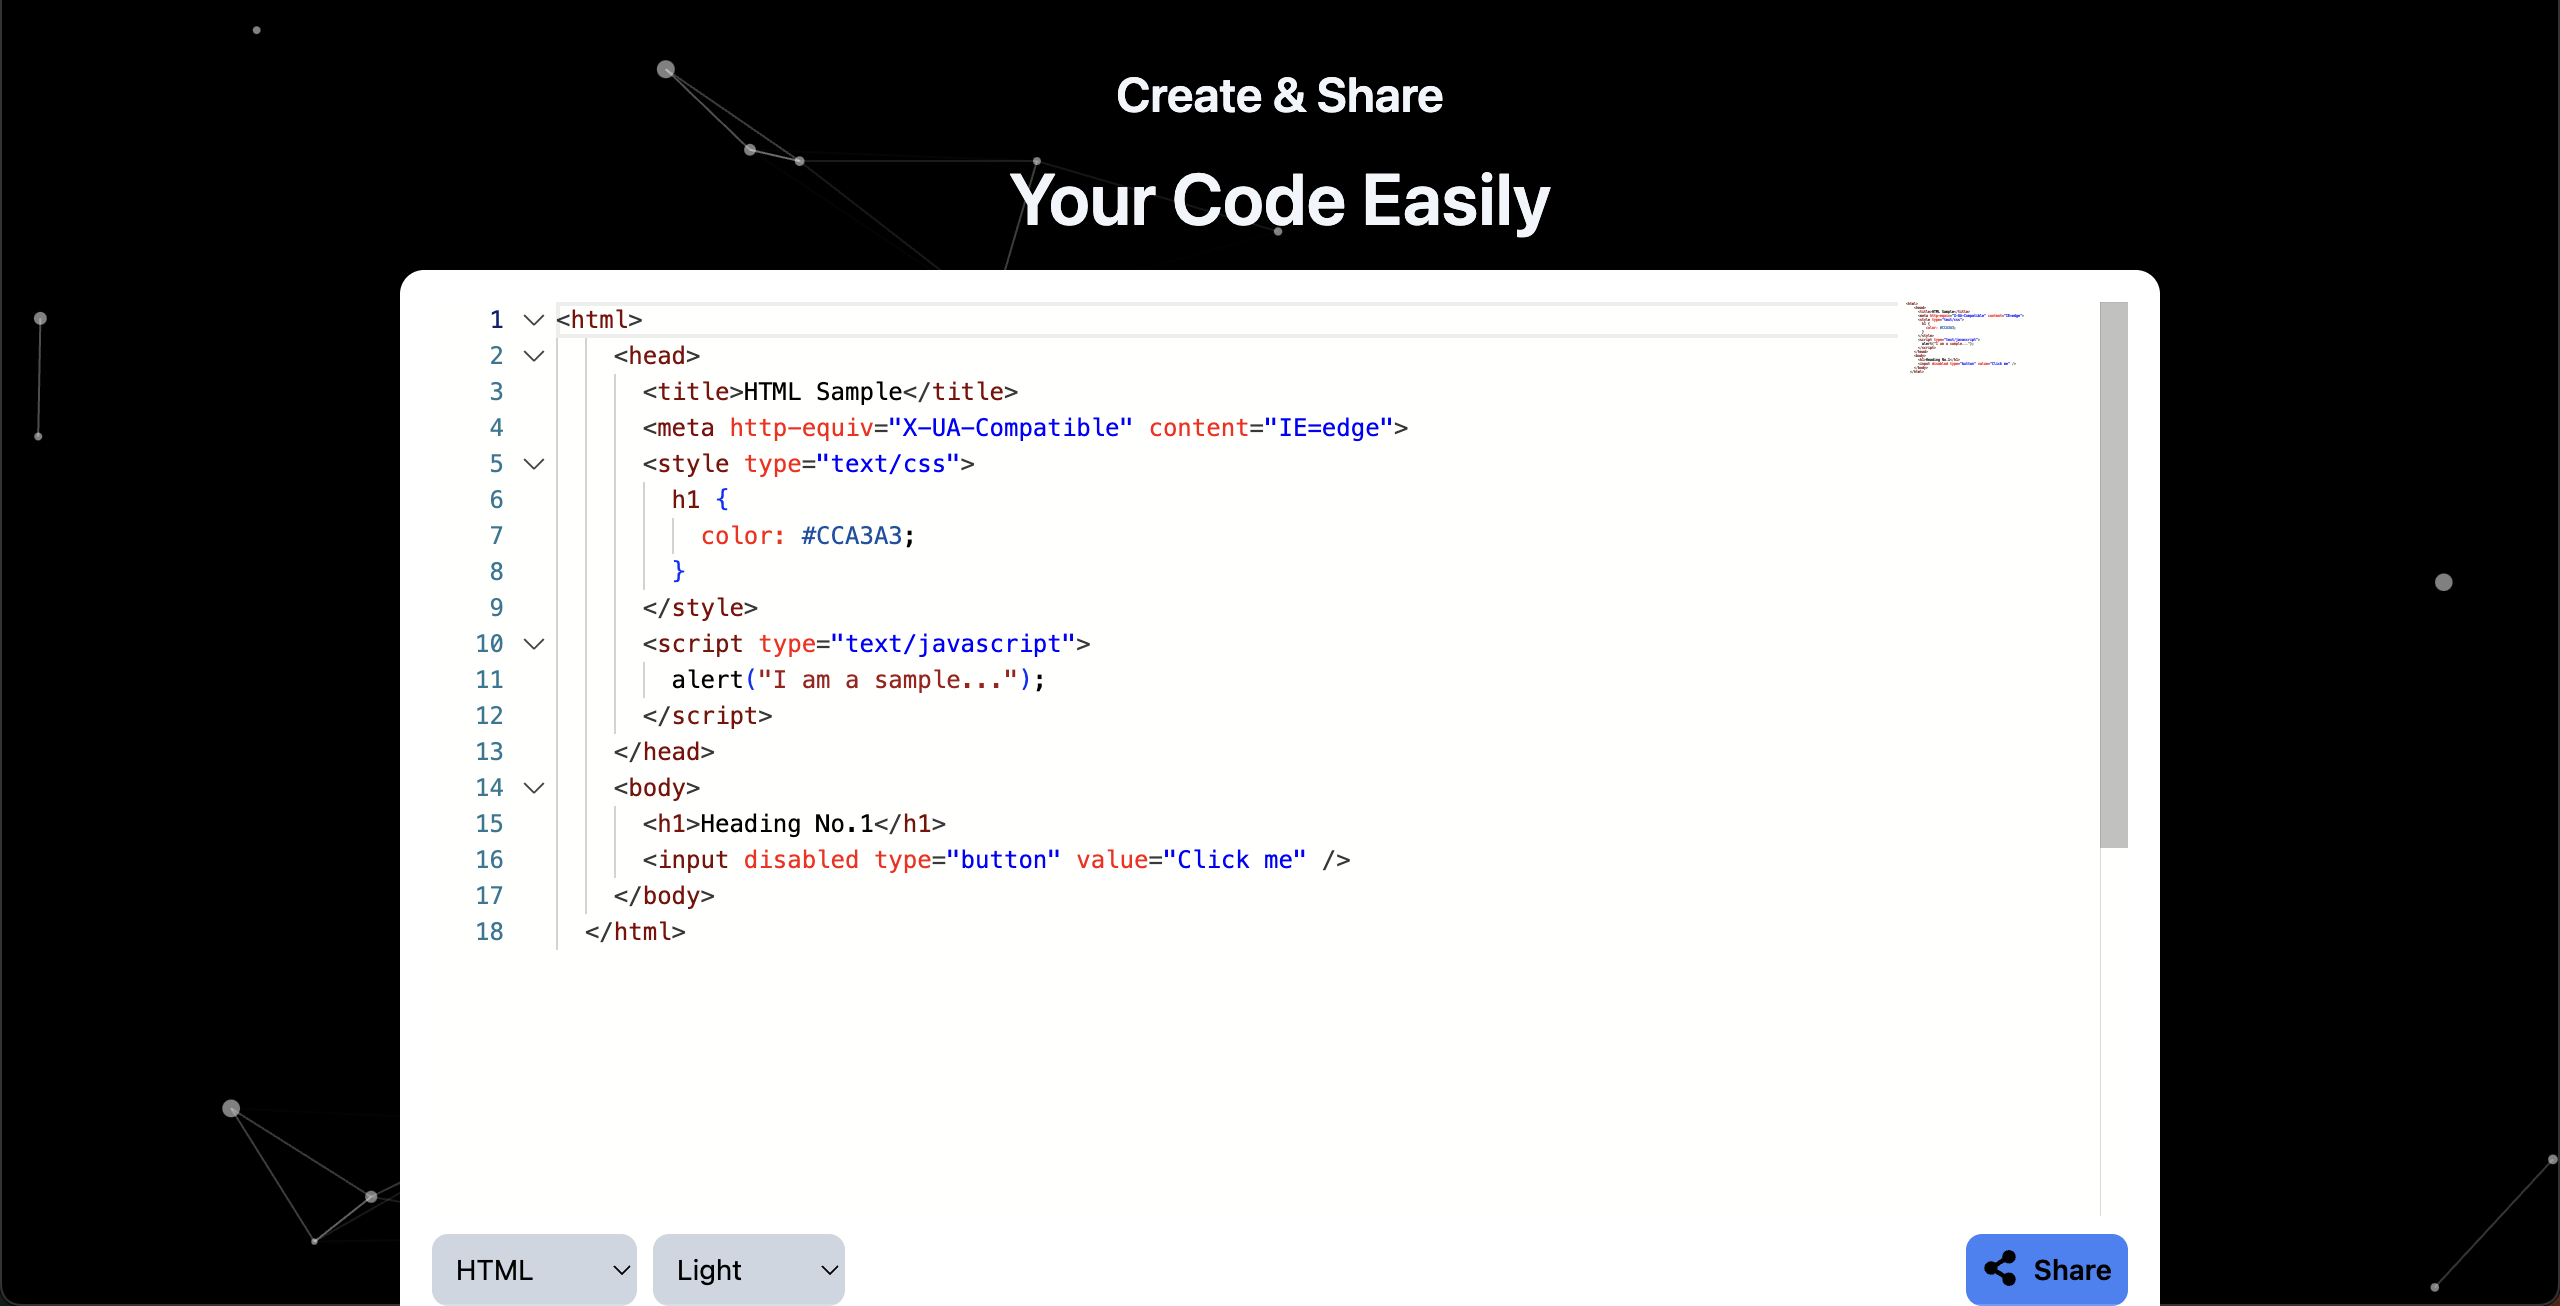 Create & Share
Your Code Easily
1 <html>
2 <head>
3 <title>HTML Sample</title>
4 <meta http-equiv="X-UA-Compatible" content="IE=edge">
5 <style type="text/css">
6 h1 {
7 color: #CCA3A3;
8 }
9 </style>
10 <script type="text/javascript">
11 alert("I am a sample...");
12 </script>
13 </head>
14 <body>
15 <h1>Heading No.1</h1>
16 <input disabled type="button" value="Click me" />
17 </body>
18 </html>
HTML
Light
Share